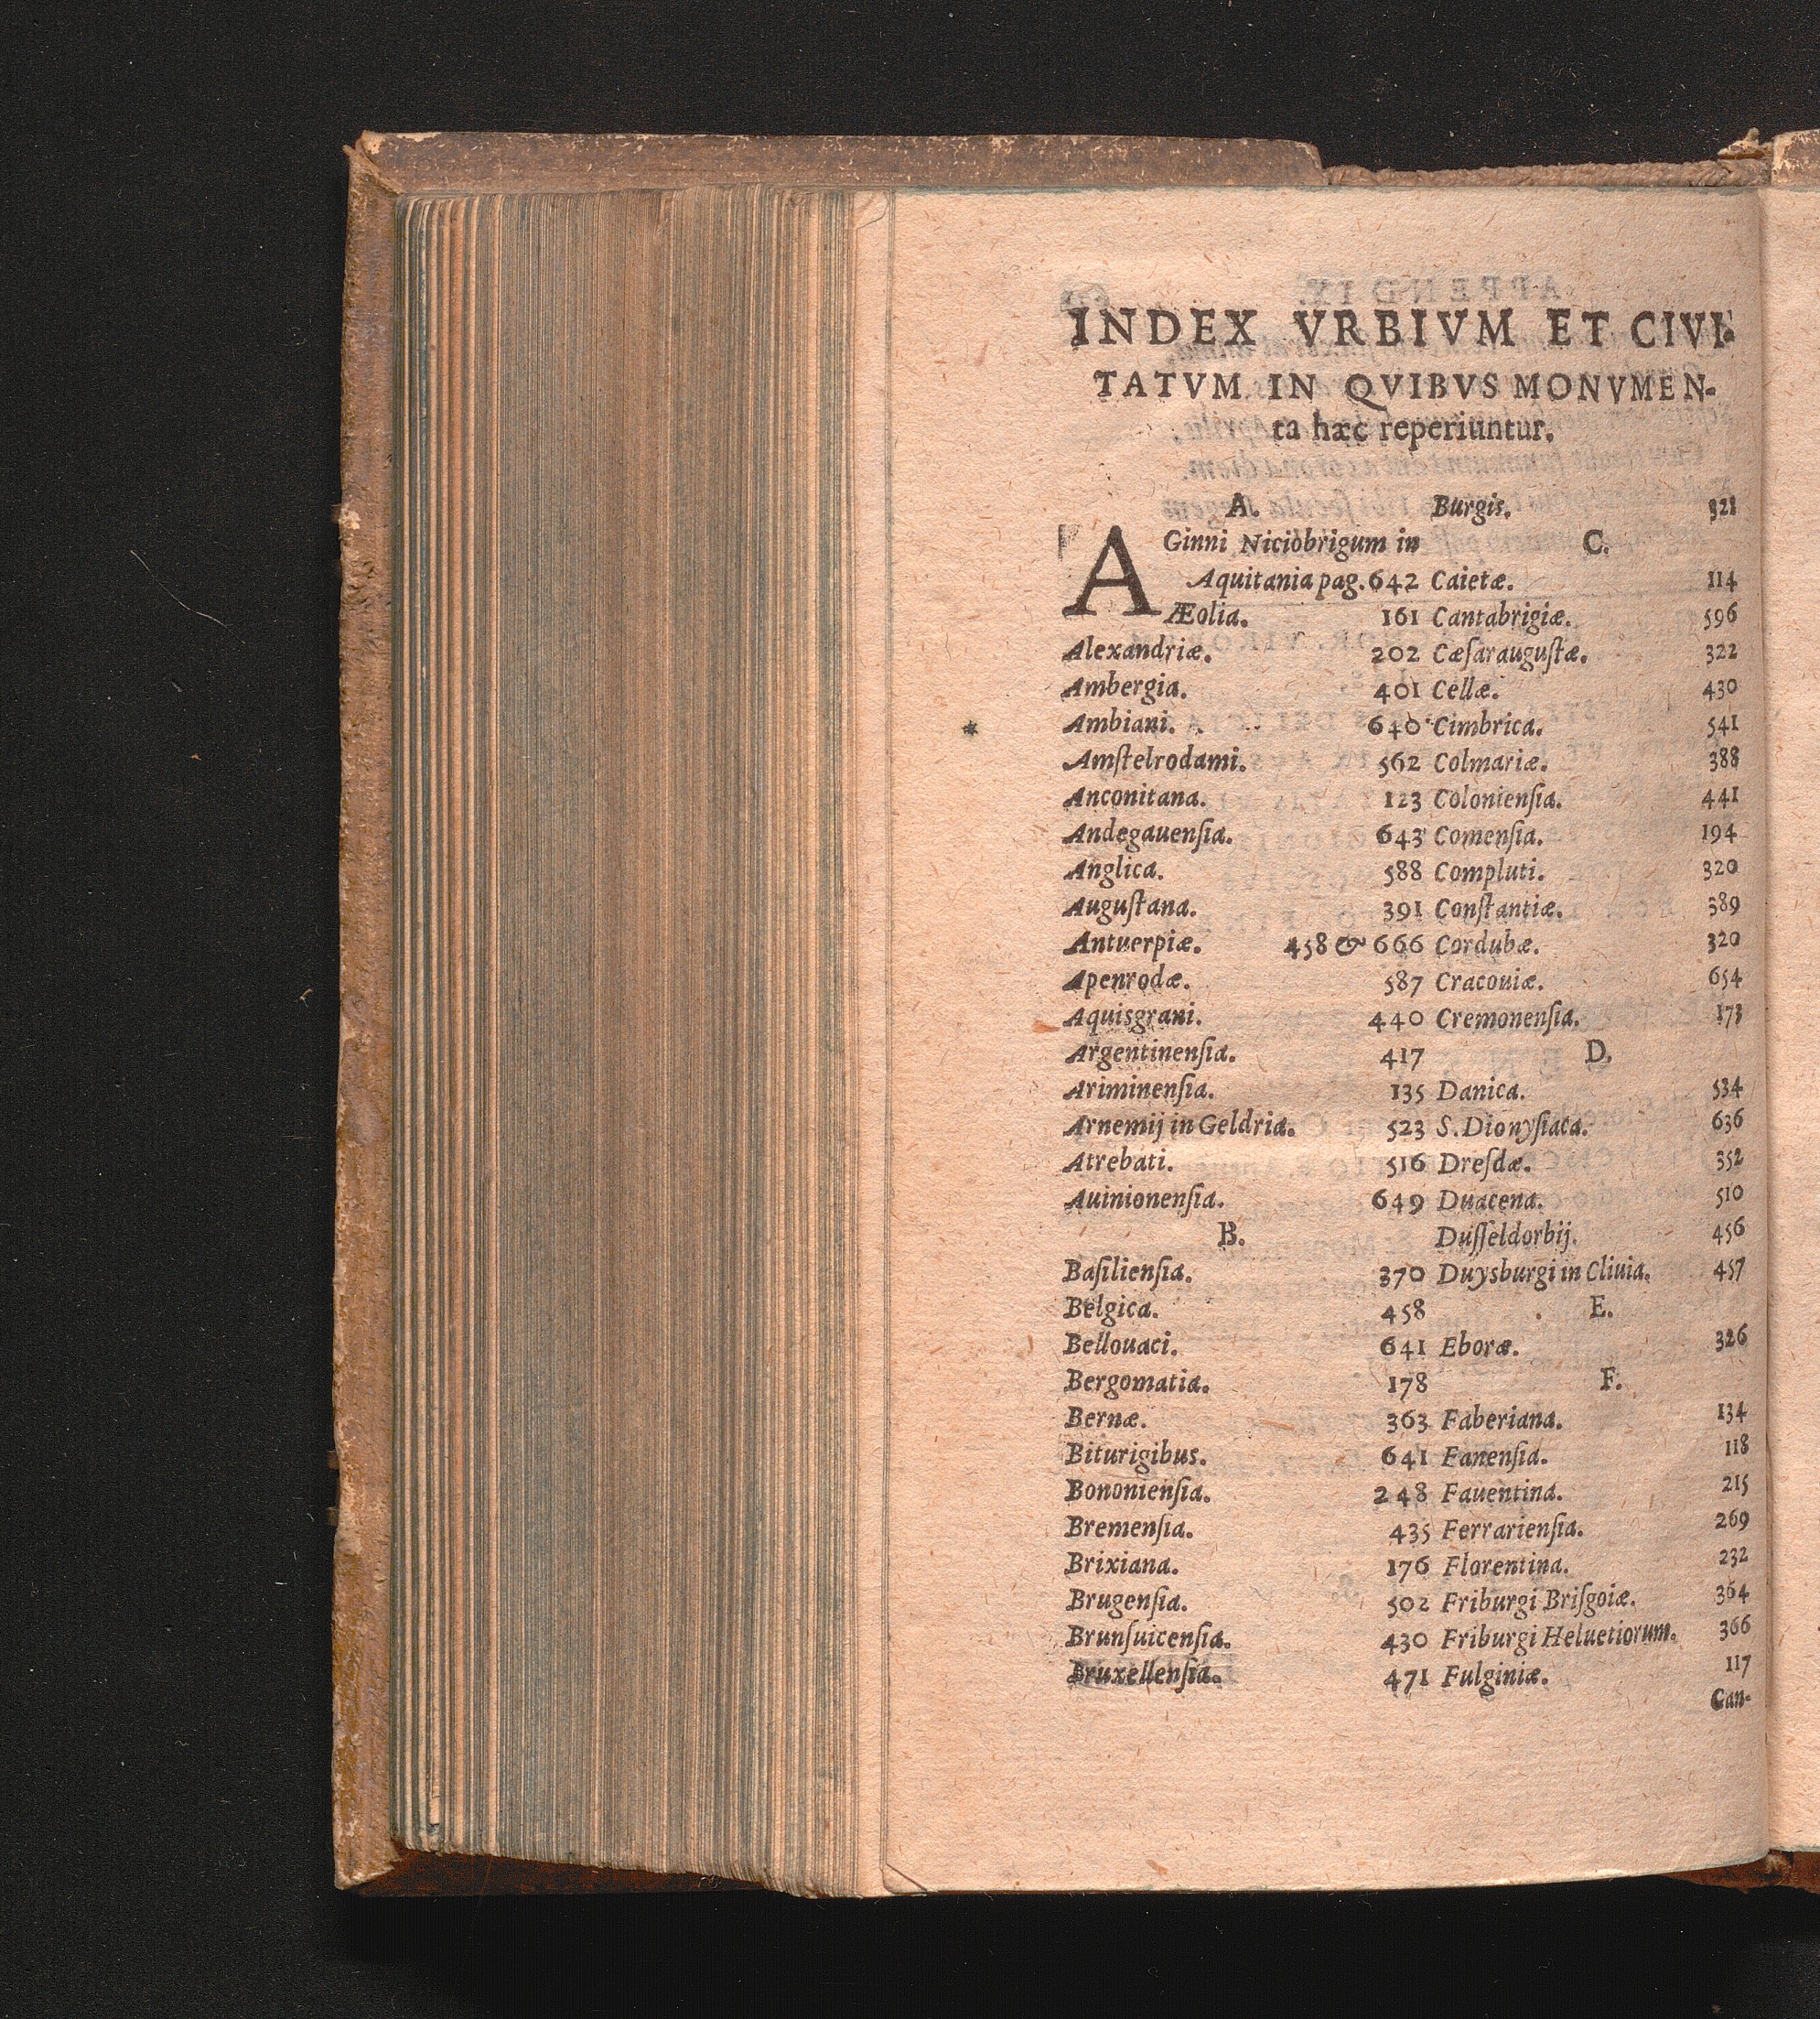 INDEX VRBIVM ET CIVI-
TATVM IN QVIBVS MONVMEN-
ta hæc reperiuntur.
A.
AGinni Niciobrigum in
Aquitania pag. 642
Æolia. 161
Alexandriæ. 202
Ambergia. 401
Ambiani. 640
Amſtelrodami. 562
Anconitana. 123
Andegauenſia. 643
Anglica. 588
Auguſtana. 391
Antuerpiæ. 458 & 666
Apenrodæ. 587
Aquisgrani. 440
Argentinenſia. 417
Ariminenſia. 135
Arnemij in Geldria. 523
Atrebati. 516
Auinionenſia. 649
B.
Baſilienſia. 370
Belgica. 458
Bellouaci. 641
Bergomatia. 178
Bernæ. 363
Biturigibus. 641
Bononienſia. 248
Bremenſia. 435
Brixiana. 176
Brugenſia. 502
Brunſuicenſia. 430
Bruxellenſia. 471
Burgis. 321
C.
Caietæ. 114
Cantabrigiæ. 596
Cæſarauguſtæ. 322
Cellæ. 430
Cimbrica. 541
Colmariæ. 388
Colonienſia. 441
Comenſia. 194
Compluti. 320
Conſtantiæ. 389
Cordubæ. 320
Cracouiæ. 654
Cremonenſia. 173
D.
Danica. 534
S. Dionyſiaca. 636
Dreſdæ. 352
Duacena. 510
Duſſeldorbij. 456
Duysburgi in Cliuia. 457
E.
Eboræ. 326
F.
Faberiana. 134
Fanenſia. 118
Fauentina. 215
Ferrarienſia. 269
Florentina. 232
Friburgi Briſgoiæ. 364
Friburgi Heluetiorum. 366
Fulginiæ. 117
Can-